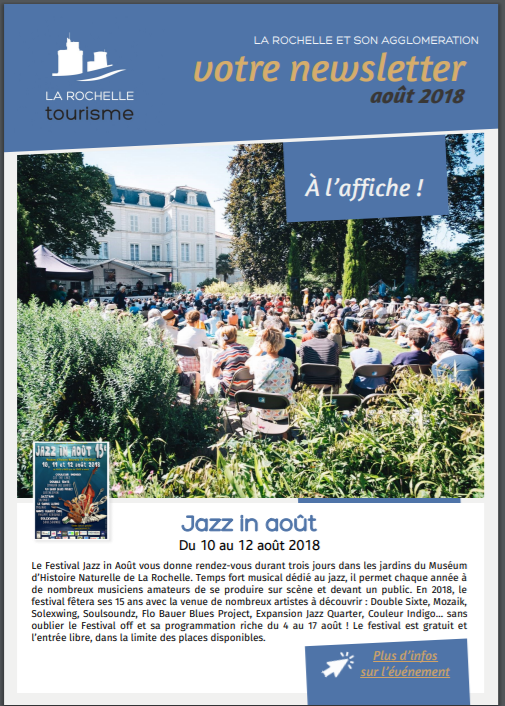 LA ROCHELLE ET SON AGGLOMERATION
votre newsletter
août 2018
LA ROCHELLE
tourisme
À l'affiche !
JAZZ IN AOÛT 15
10, 11 et 12 août 2018
Jazz in août
Du 10 au 12 août 2018
Le Festival Jazz in Août vous donne rendez-vous durant trois jours dans les jardins du Muséum
d'Histoire Naturelle de La Rochelle. Temps fort musical dédié au jazz, il permet chaque année à
de nombreux musiciens amateurs de se produire sur scène et devant un public. En 2018, le
festival fêtera ses 15 ans avec la venue de nombreux artistes à découvrir : Double Sixte, Mozaik,
Solexwing, Soulsoundz, Flo Bauer Blues Project, Expansion Jazz Quarter, Couleur Indigo... sans
oublier le Festival off et sa programmation riche du 4 au 17 août ! Le festival est gratuit et
l'entrée libre, dans la limite des places disponibles.
Plus d'infos
sur l'événement